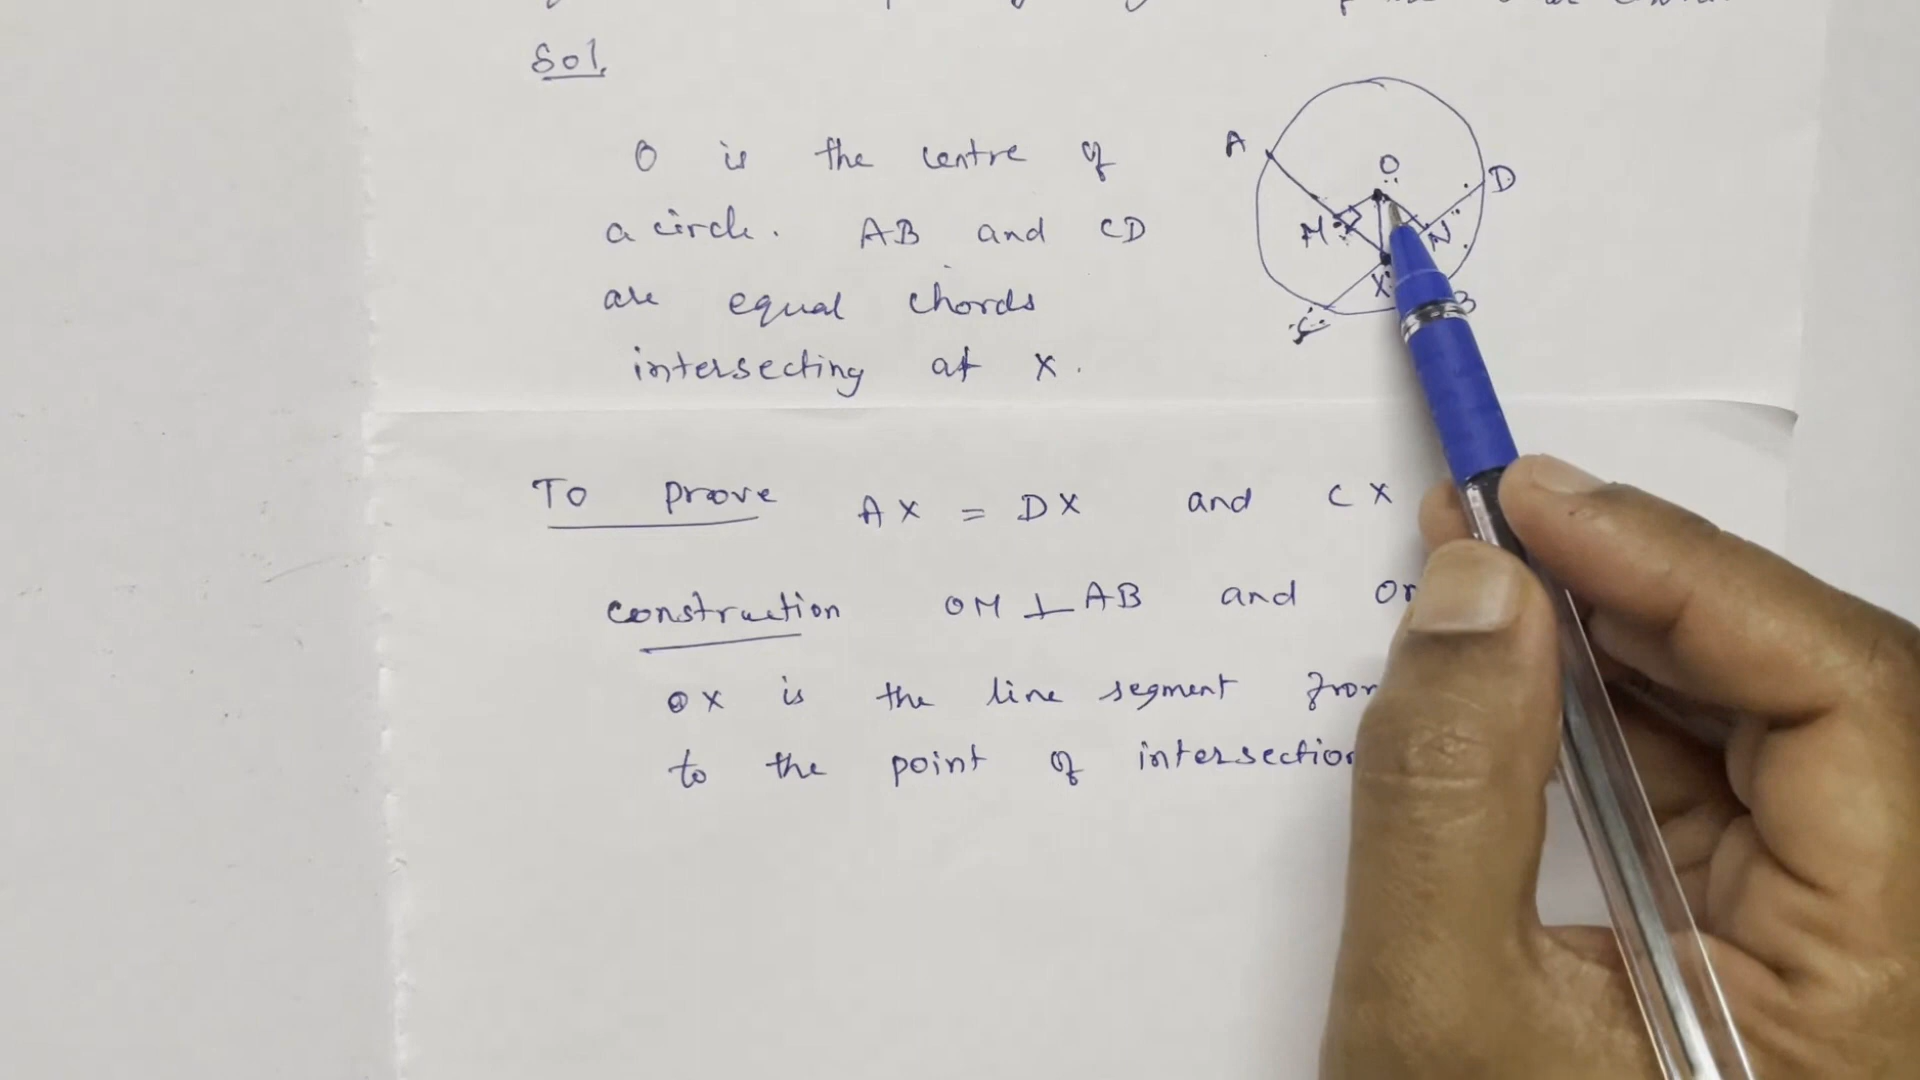 Sol.
O is the centre of
a circle. AB and CD
are equal chords
intersecting at X.
A
O
D
M
N
X
B
C
To prove AX = DX and CX
construction OM ⊥ AB and
OX is the line segment
to the point of intersection